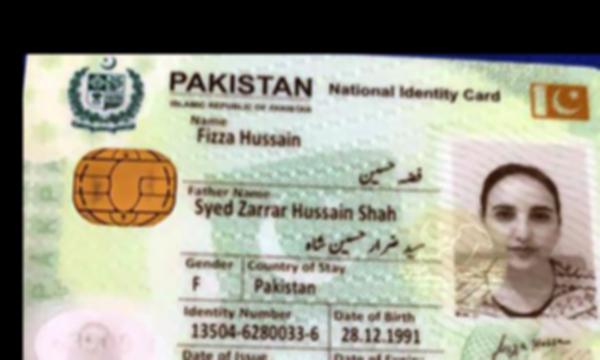 PAKISTAN National Identity Card
ISLAMIC REPUBLIC OF PAKISTAN
Name
Fizza Hussain
فضہ حسین
Father Name
Syed Zarrar Hussain Shah
سید ضرار حسین شاہ
Gender Country of Stay
F Pakistan
Identity Number Date of Birth
13504-6280033-6 28.12.1991
Date of Issue Date of Expiry